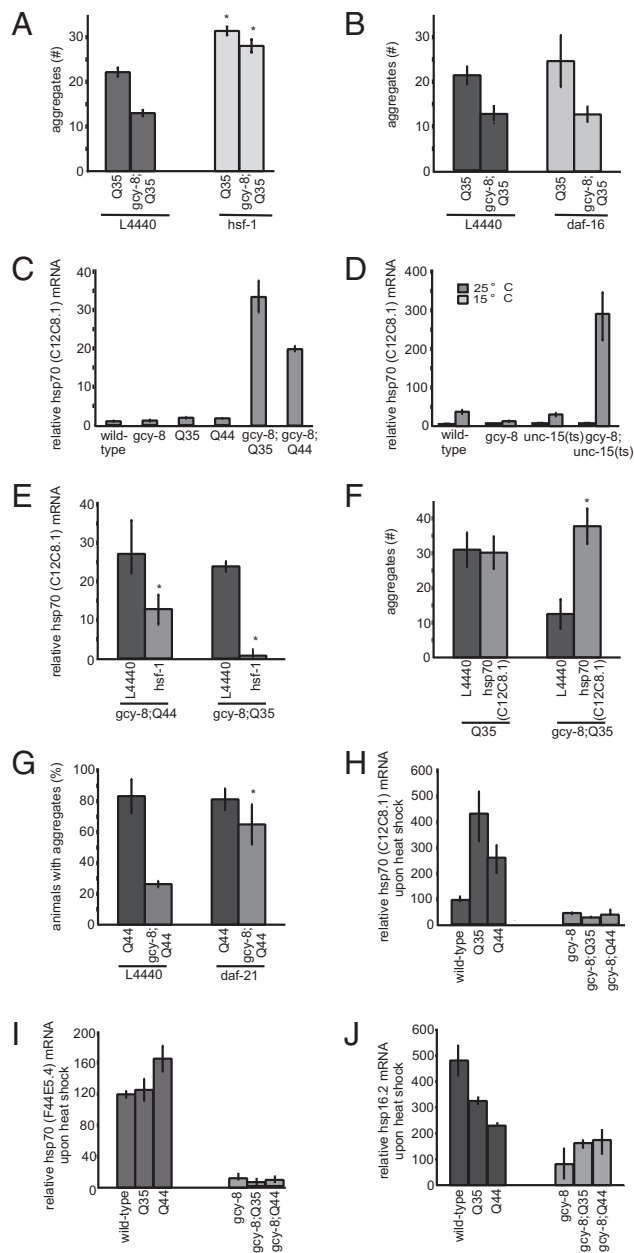 A
aggregates (#)
30
20
10
0
Q35
gcy-8;
Q35
Q35
gcy-8;
Q35
L4440
hsf-1
*
*
B
aggregates (#)
30
20
10
0
Q35
gcy-8;
Q35
Q35
gcy-8;
Q35
L4440
daf-16
C
relative hsp70 (C12C8.1) mRNA
40
30
20
10
0
wild-
type
gcy-8
Q35
Q44
gcy-8;
Q35
gcy-8;
Q44
D
relative hsp70 (C12C8.1) mRNA
400
300
200
100
0
25° C
15° C
wild-
type
gcy-8
unc-15(ts)
gcy-8;
unc-15(ts)
E
relative hsp70 (C12C8.1) mRNA
40
30
20
10
0
*
*
L4440
hsf-1
L4440
hsf-1
gcy-8;Q44
gcy-8;Q35
F
aggregates (#)
40
30
20
10
0
*
L4440
hsp70
(C12C8.1)
L4440
hsp70
(C12C8.1)
Q35
gcy-8;Q35
G
animals with aggregates (%)
100
80
60
40
20
0
*
Q44
gcy-8;
Q44
Q44
gcy-8;
Q44
L4440
daf-21
H
relative hsp70 (C12C8.1) mRNA
upon heat shock
600
500
400
300
200
100
0
wild-type
Q35
Q44
gcy-8
gcy-8;Q35
gcy-8;Q44
I
relative hsp70 (F44E5.4) mRNA
upon heat shock
200
160
120
80
40
0
wild-type
Q35
Q44
gcy-8
gcy-8;Q35
gcy-8;Q44
J
relative hsp16.2 mRNA
upon heat shock
600
500
400
300
200
100
0
wild-type
Q35
Q44
gcy-8
gcy-8;Q35
gcy-8;Q44